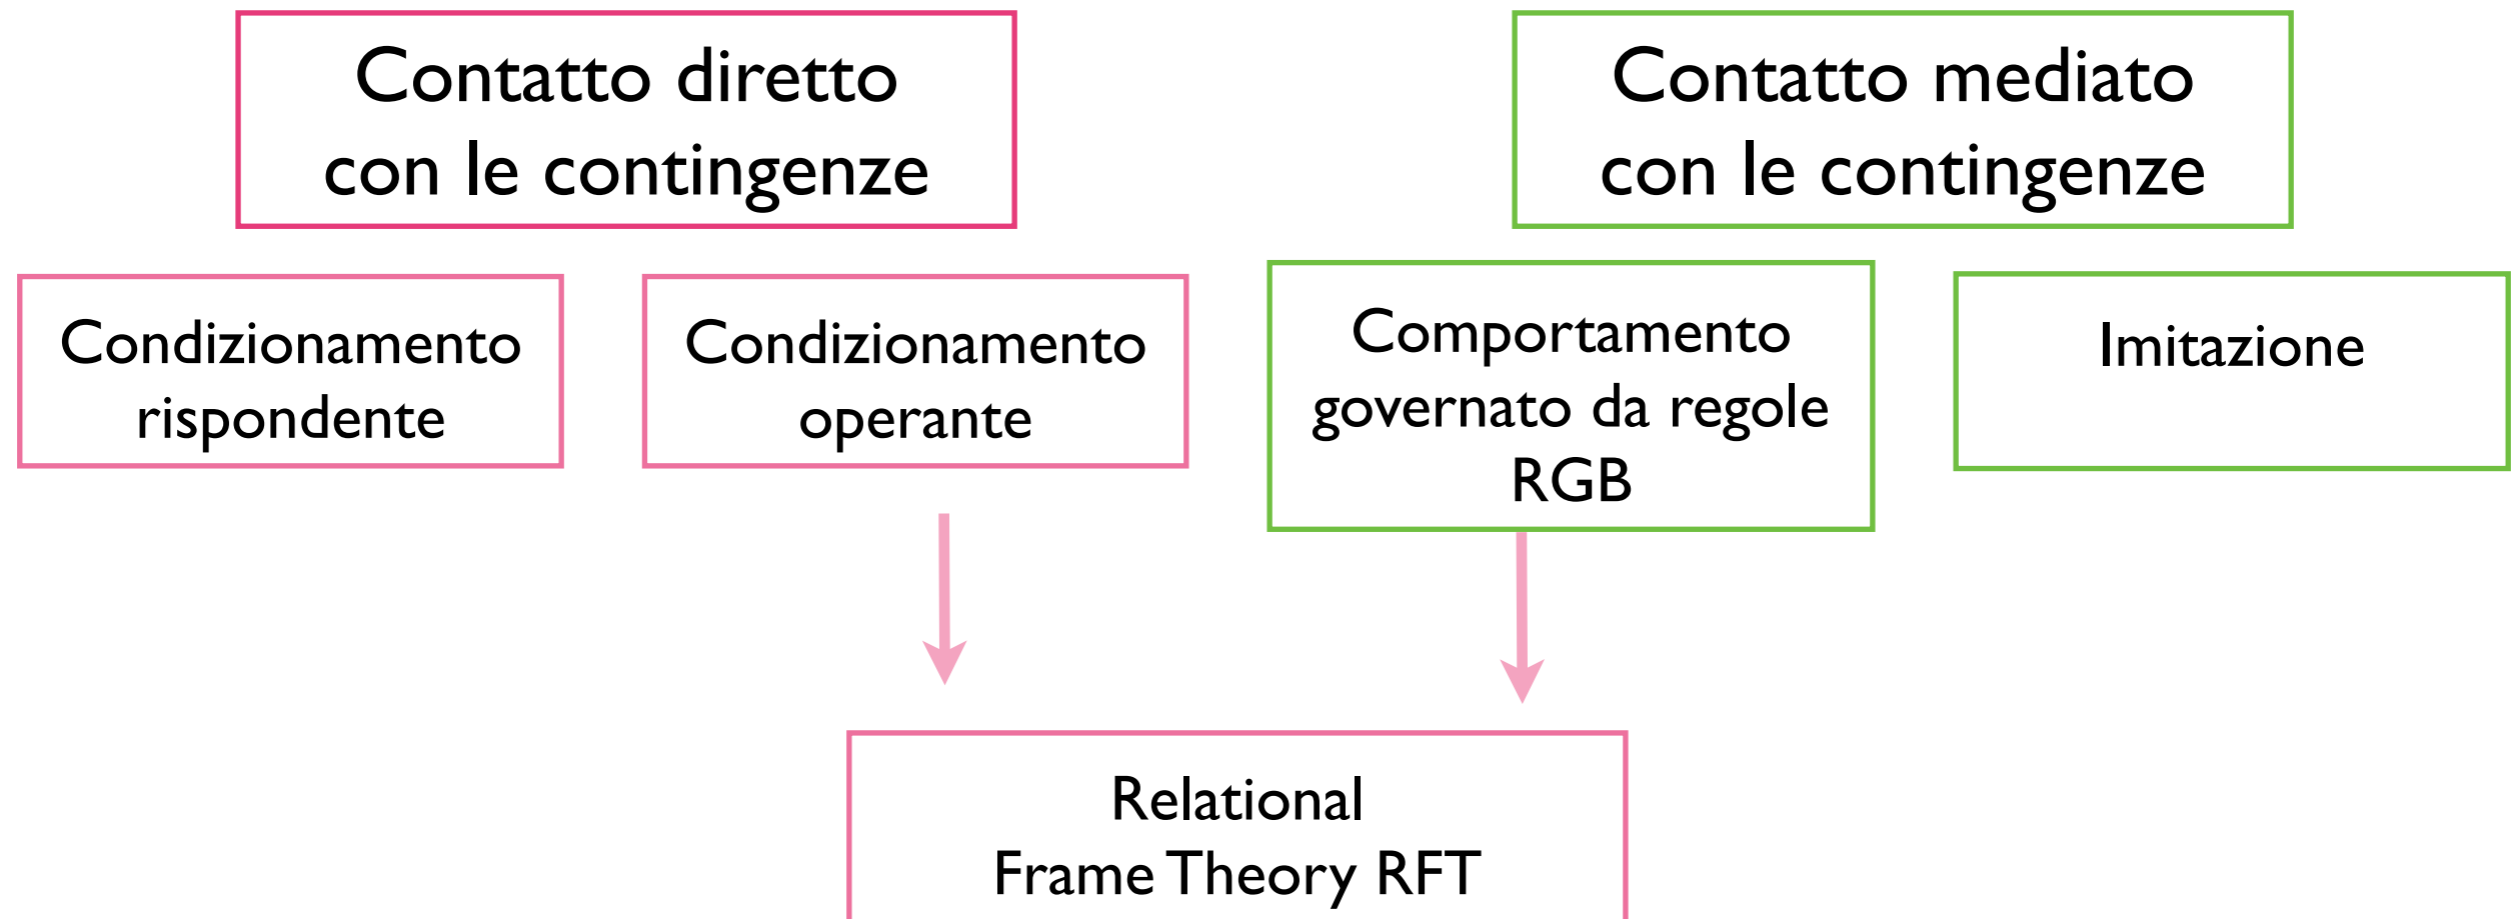 Contatto diretto
con le contingenze
Contatto mediato
con le contingenze
Condizionamento
rispondente
Condizionamento
operante
Comportamento
governato da regole
RGB
Imitazione
Relational
Frame Theory RFT